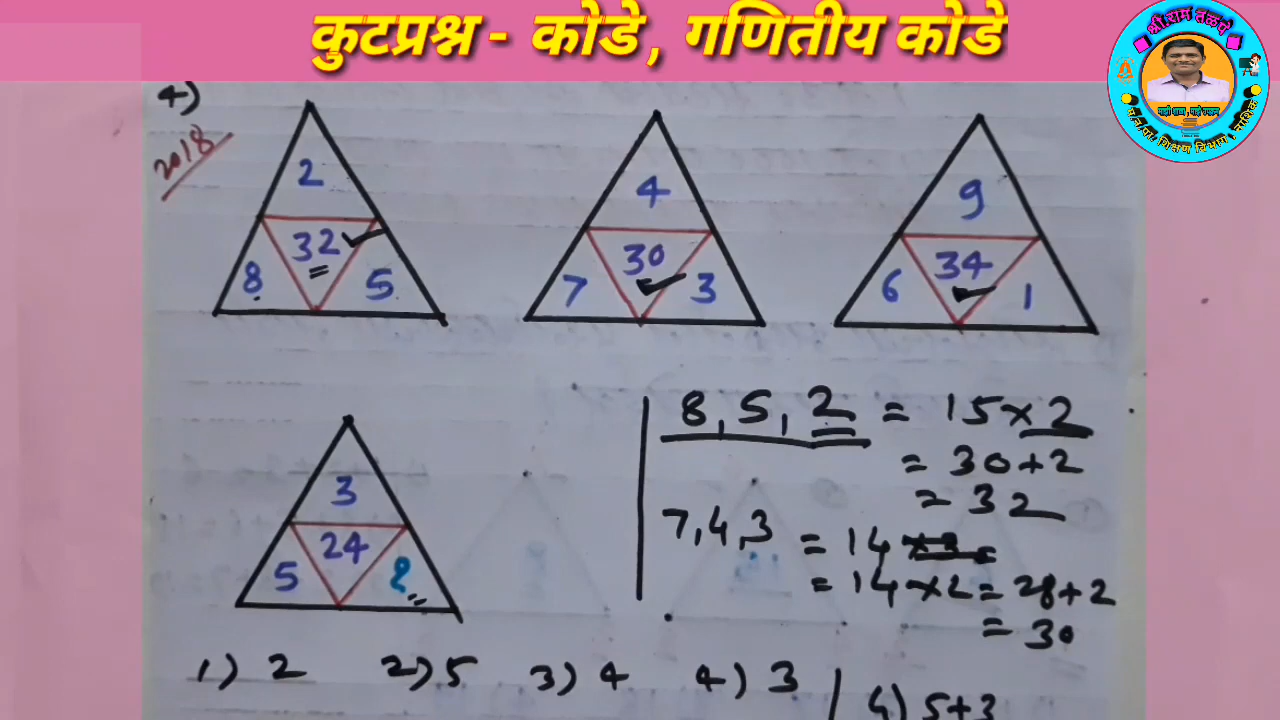 कुटप्रश्न - कोडे , गणितीय कोडे
श्री.राम तळपे
शिक्षण विभाग, नाशिक
4)
2018
2
32
8 5
4
30
7 3
9
34
6 1
3
24
5 ?
8, 5, 2 = 15 × 2
= 30 + 2
= 32
7, 4, 3 = 14
= 14 × 2 = 28 + 2
= 30
1) 2 2) 5 3) 4 4) 3
5+3